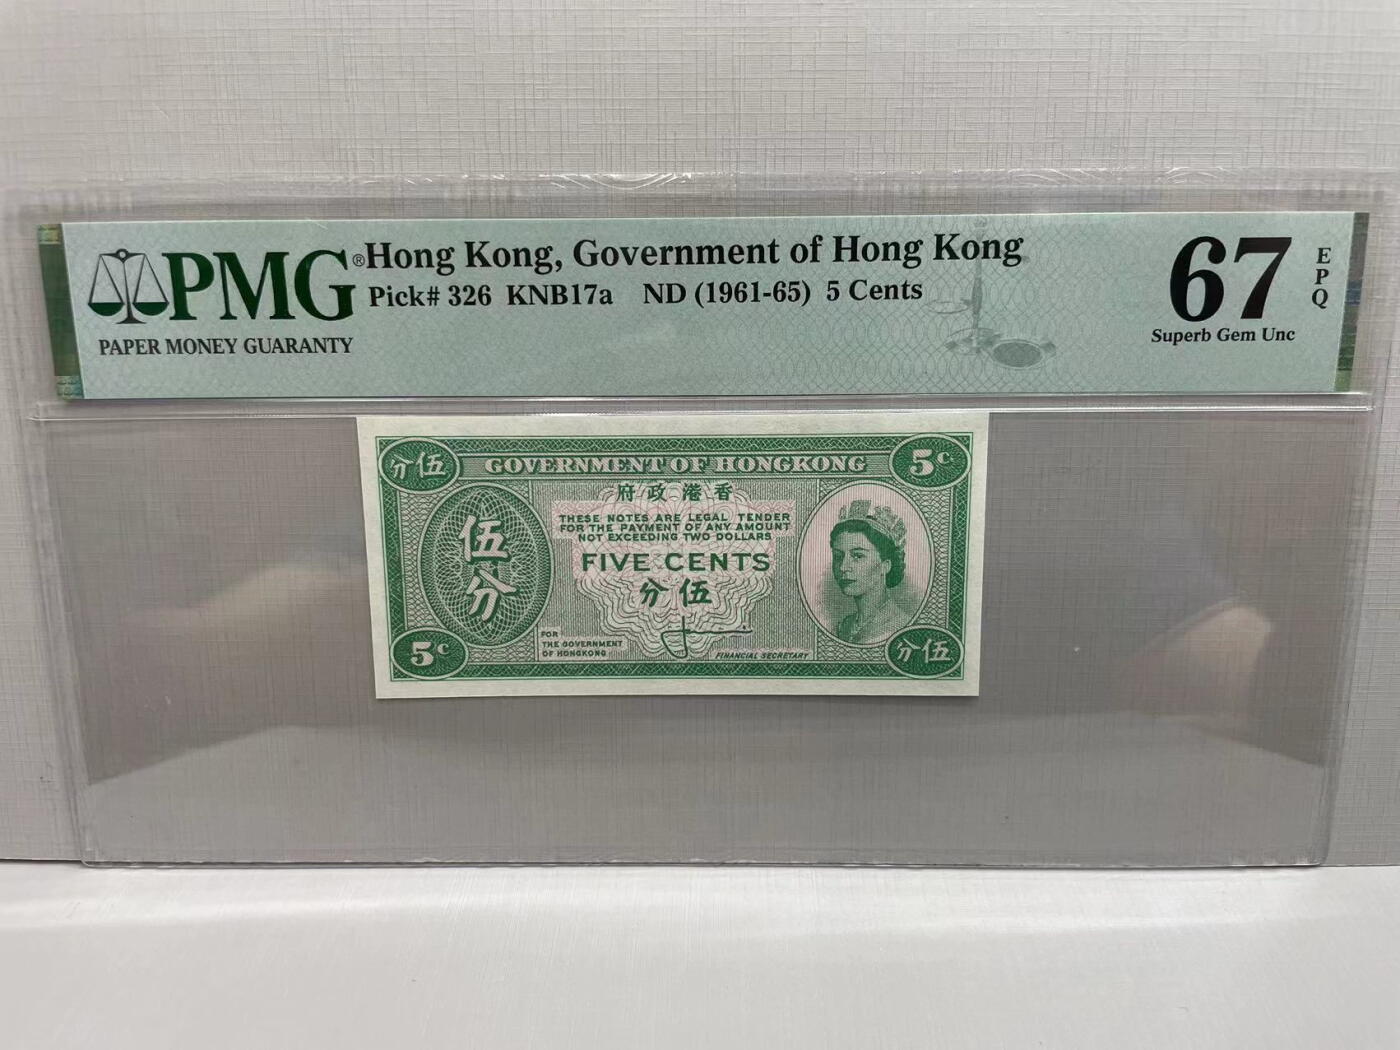 PMG®
PAPER MONEY GUARANTY
Hong Kong, Government of Hong Kong
Pick# 326 KNB17a ND (1961-65) 5 Cents
67
EPQ
Superb Gem Unc
分伍
GOVERNMENT OF HONGKONG
5¢
府政港香
THESE NOTES ARE LEGAL TENDER
FOR THE PAYMENT OF ANY AMOUNT
NOT EXCEEDING TWO DOLLARS
伍分
FIVE CENTS
分伍
FOR
THE GOVERNMENT
OF HONGKONG
FINANCIAL SECRETARY
5¢
分伍